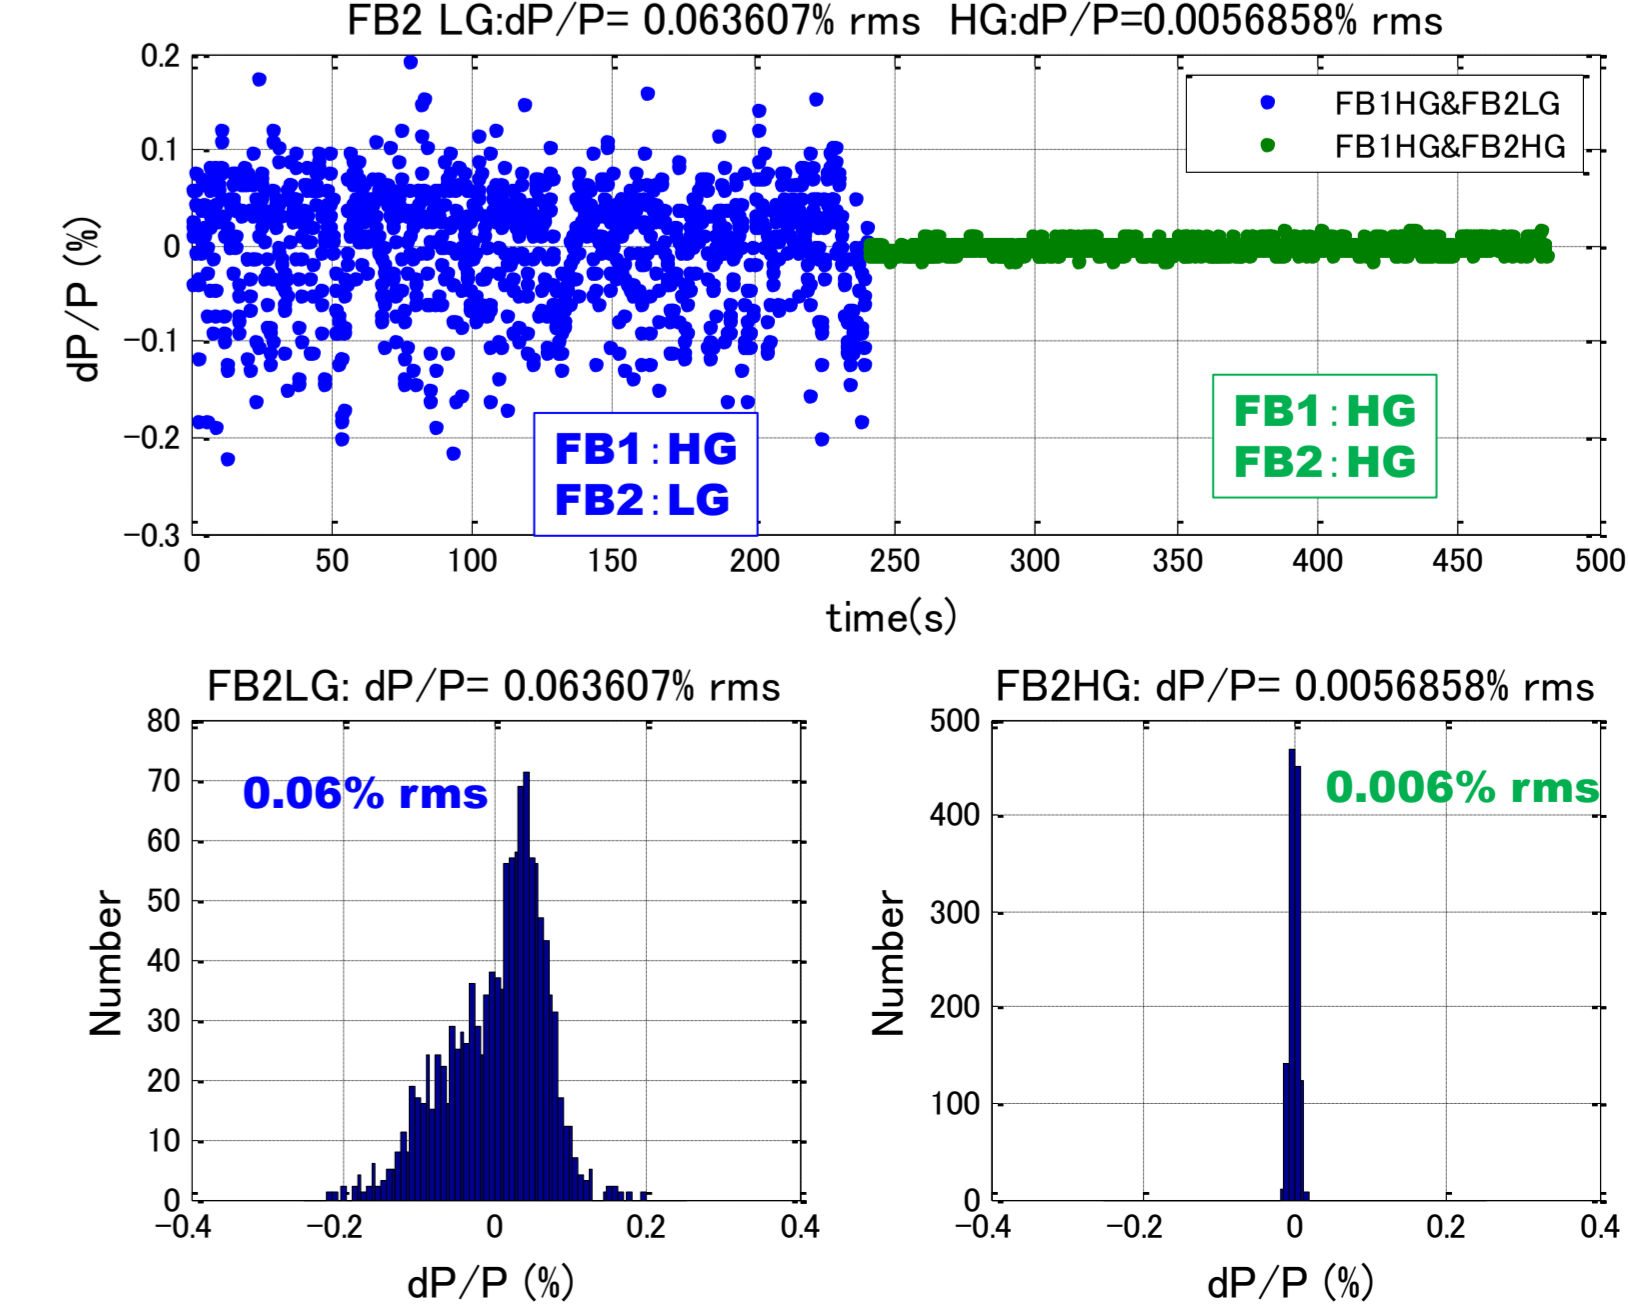 FB2 LG:dP/P= 0.063607% rms  HG:dP/P=0.0056858% rms
0.2
0.1
0
−0.1
−0.2
−0.3
dP/P (%)
FB1HG&FB2LG
FB1HG&FB2HG
FB1：HG
FB2：LG
FB1：HG
FB2：HG
0 50 100 150 200 250 300 350 400 450 500
time(s)
FB2LG: dP/P= 0.063607% rms
80
70
60
50
40
30
20
10
0
Number
0.06% rms
−0.4 −0.2 0 0.2 0.4
dP/P (%)
FB2HG: dP/P= 0.0056858% rms
500
400
300
200
100
0
Number
0.006% rms
−0.4 −0.2 0 0.2 0.4
dP/P (%)